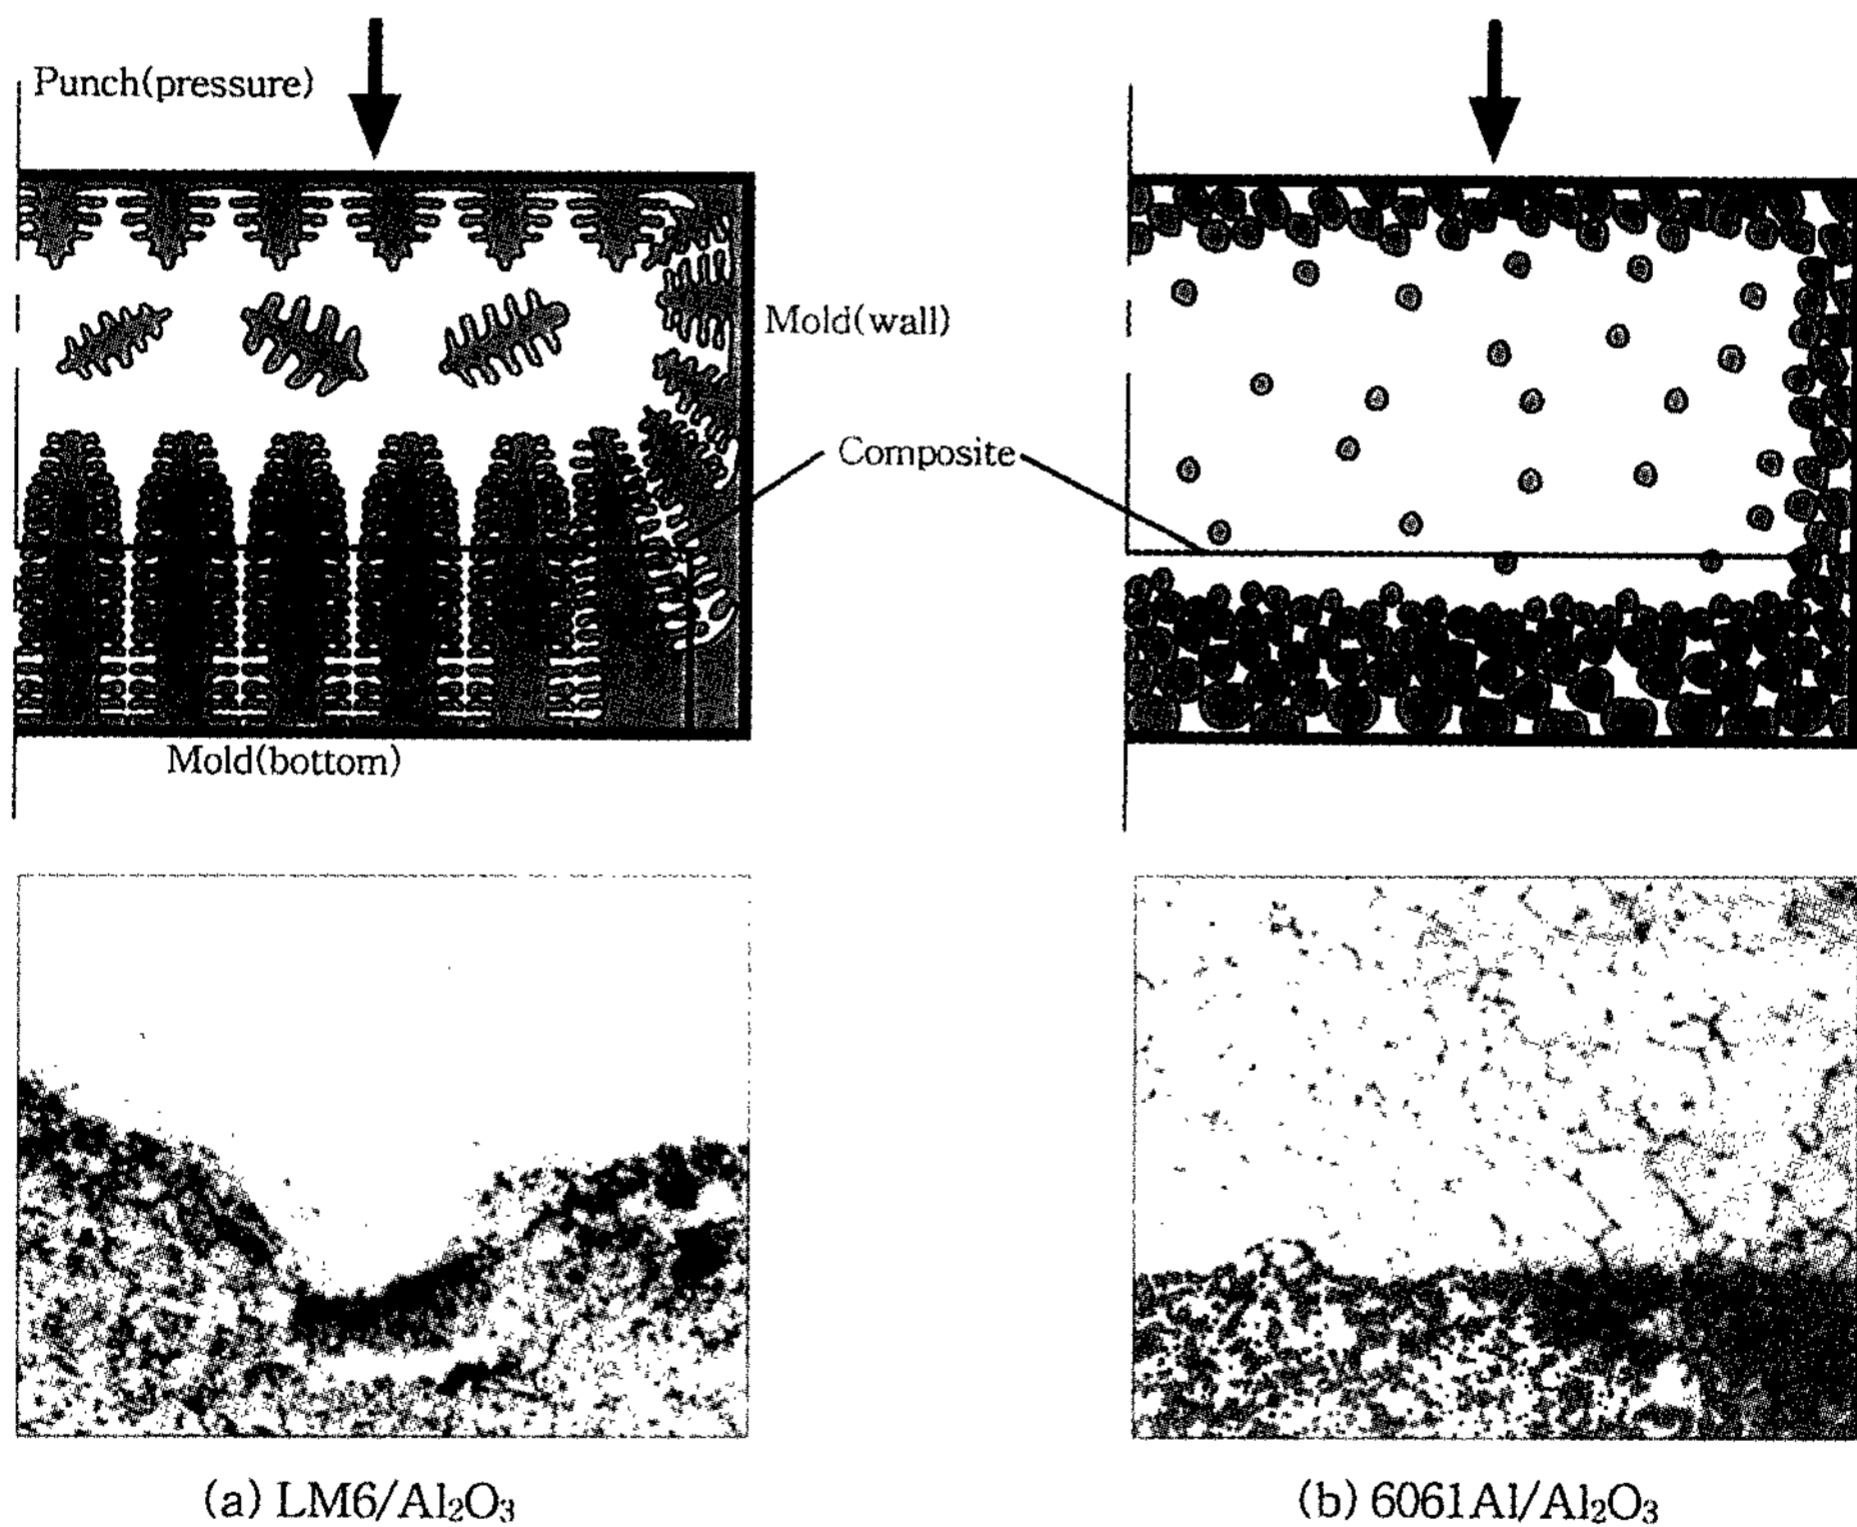 Punch(pressure)
Mold(wall)
Composite
Mold(bottom)
(a) LM6/Al₂O₃
(b) 6061Al/Al₂O₃